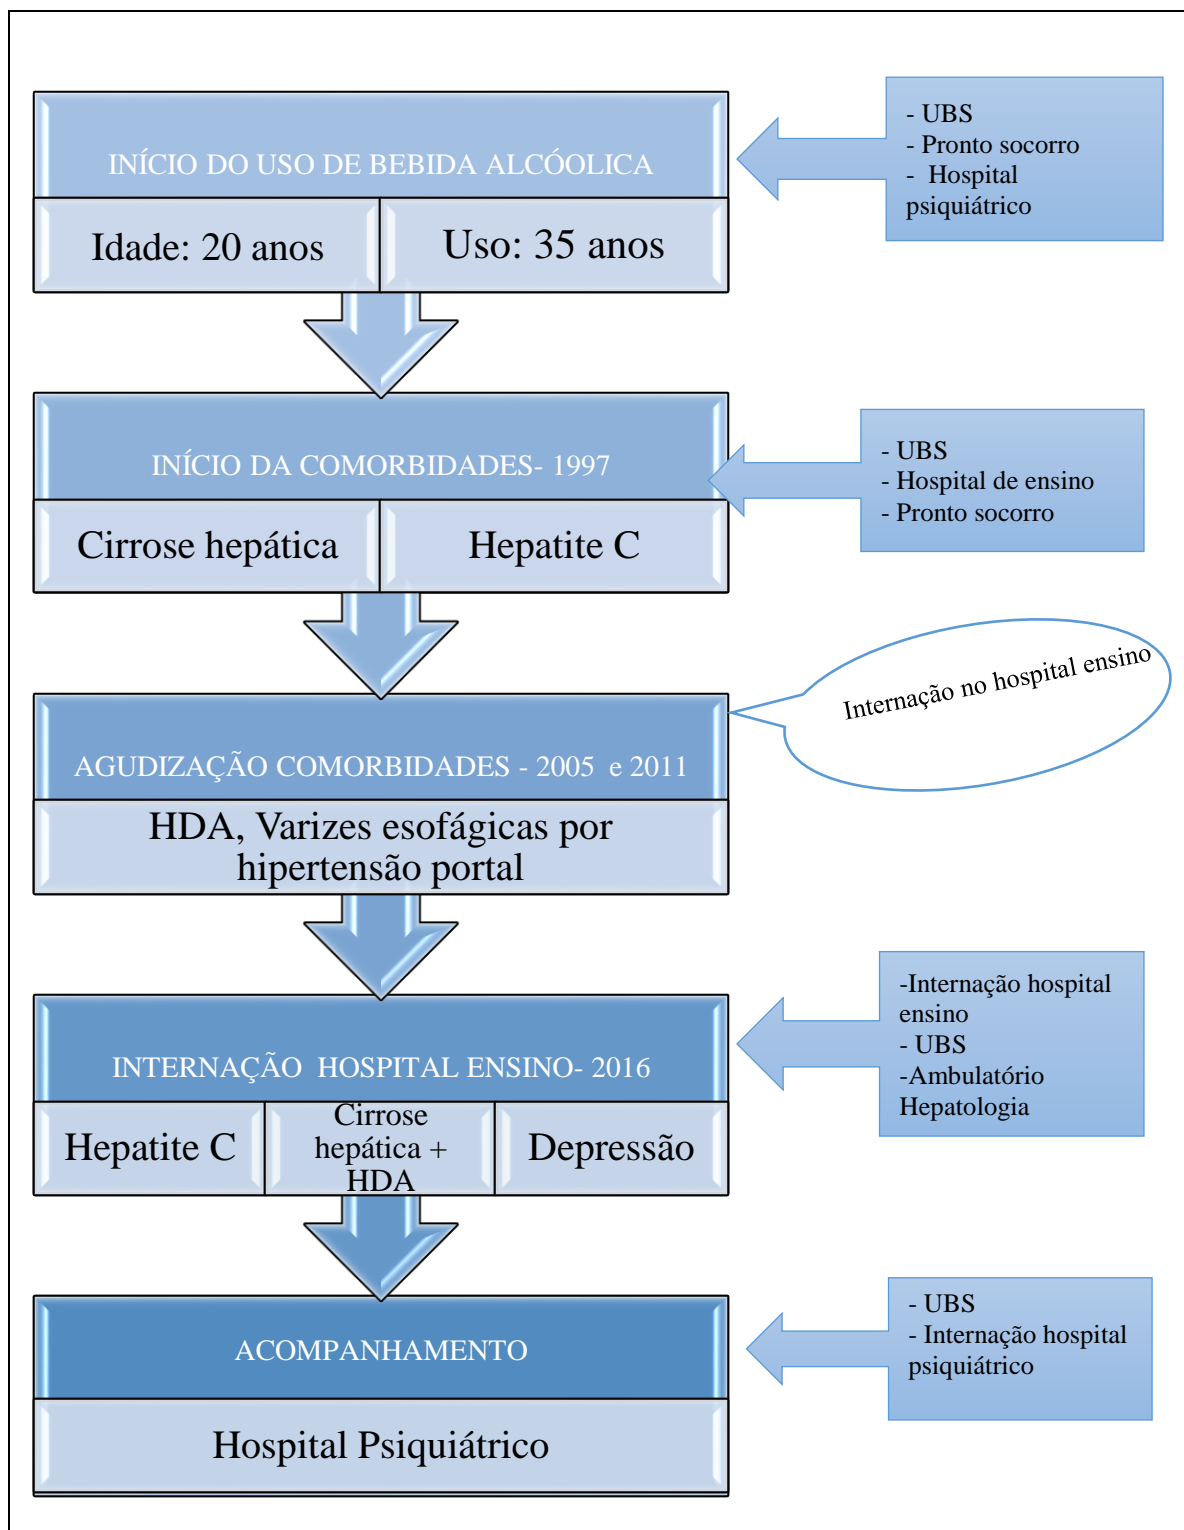 INÍCIO DO USO DE BEBIDA ALCÓOLICA
Idade: 20 anos
Uso: 35 anos
- UBS
- Pronto socorro
- Hospital
psiquiátrico
INÍCIO DA COMORBIDADES- 1997
Cirrose hepática
Hepatite C
- UBS
- Hospital de ensino
- Pronto socorro
Internação no hospital ensino
AGUDIZAÇÃO COMORBIDADES - 2005 e 2011
HDA, Varizes esofágicas por
hipertensão portal
INTERNAÇÃO HOSPITAL ENSINO- 2016
Hepatite C
Cirrose
hepática +
HDA
Depressão
-Internação hospital
ensino
- UBS
-Ambulatório
Hepatologia
ACOMPANHAMENTO
Hospital Psiquiátrico
- UBS
- Internação hospital
psiquiátrico